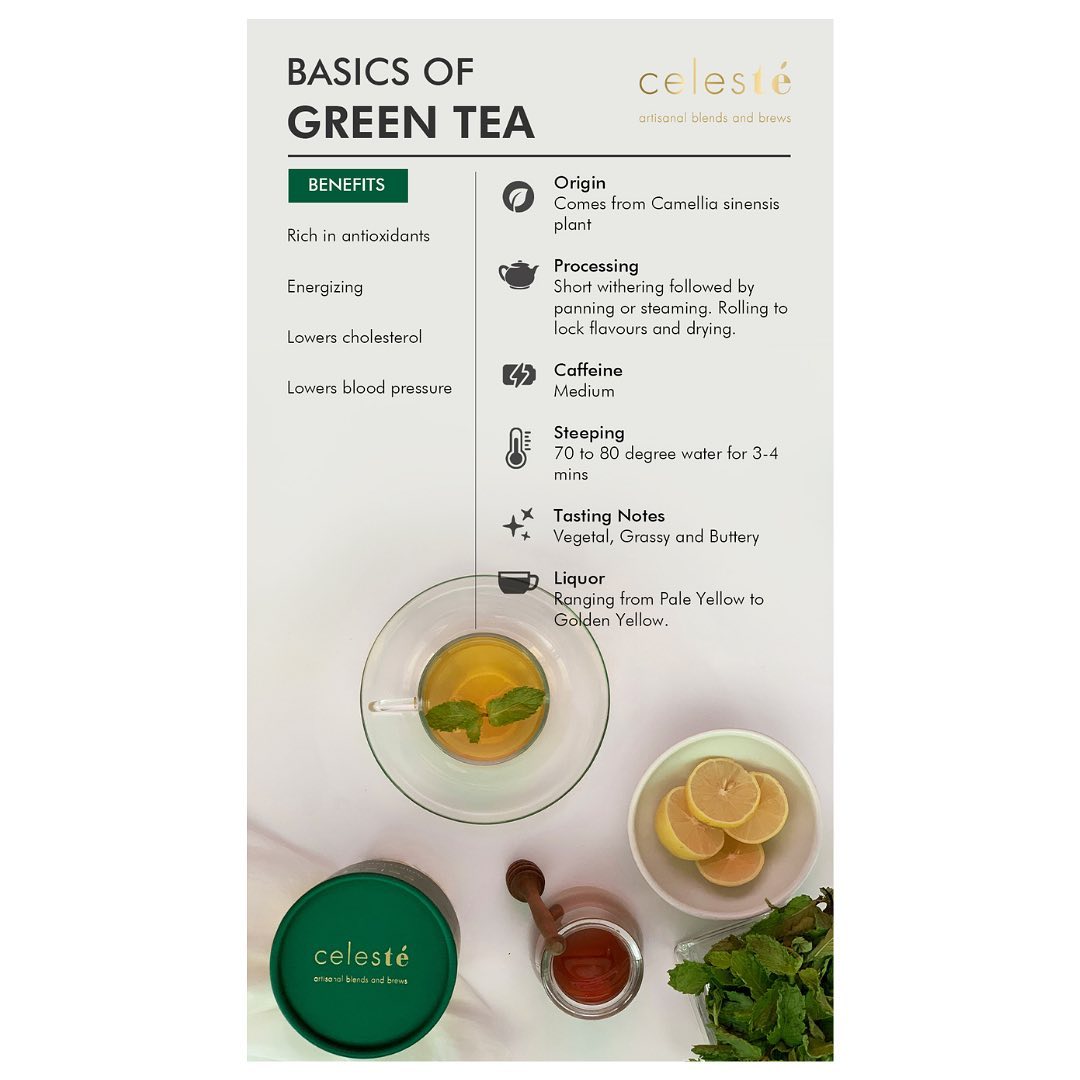 BASICS OF
GREEN TEA
celesté
artisanal blends and brews
BENEFITS
Rich in antioxidants
Energizing
Lowers cholesterol
Lowers blood pressure
Origin
Comes from Camellia sinensis
plant
Processing
Short withering followed by
panning or steaming. Rolling to
lock flavours and drying.
Caffeine
Medium
Steeping
70 to 80 degree water for 3-4
mins
Tasting Notes
Vegetal, Grassy and Buttery
Liquor
Ranging from Pale Yellow to
Golden Yellow.
celesté
artisanal blends and brews